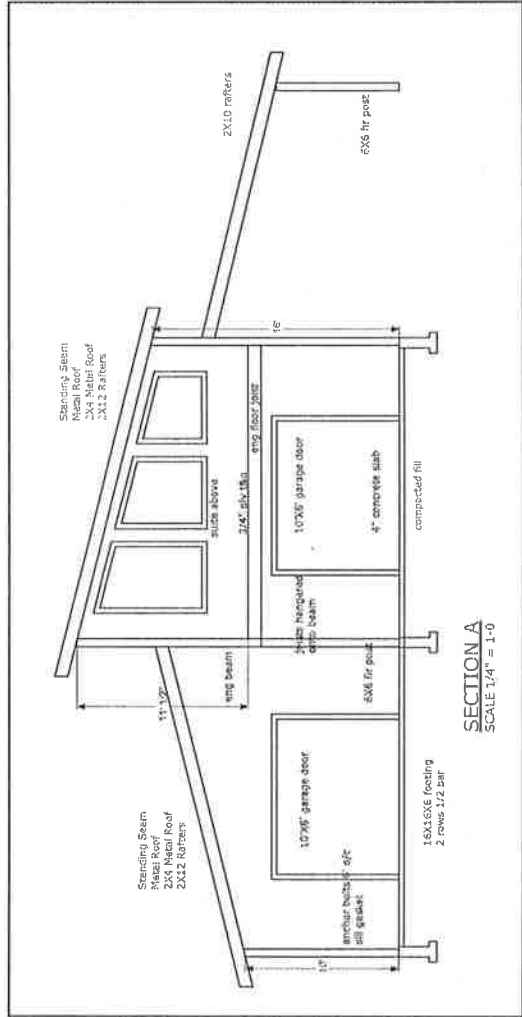 Standing Seam
Metal Roof
2X4 Metal Roof
2X12 Rafters
2X10 rafters
6X6 fir post
Standing Seam
Metal Roof
2X4 Metal Roof
2X12 Rafters
suite above
3/4" ply t&g
eng floor joist
16'
11' 1/2"
eng beam
joists hangared
onto beam
10'X8' garage door
4" concrete slab
6X6 fir post
10'X8' garage door
10'
anchor bolts 6' o/c
sill gasket
compacted fill
16X16X6 footing
2 rows 1/2 bar
SECTION A
SCALE 1/4" = 1-0